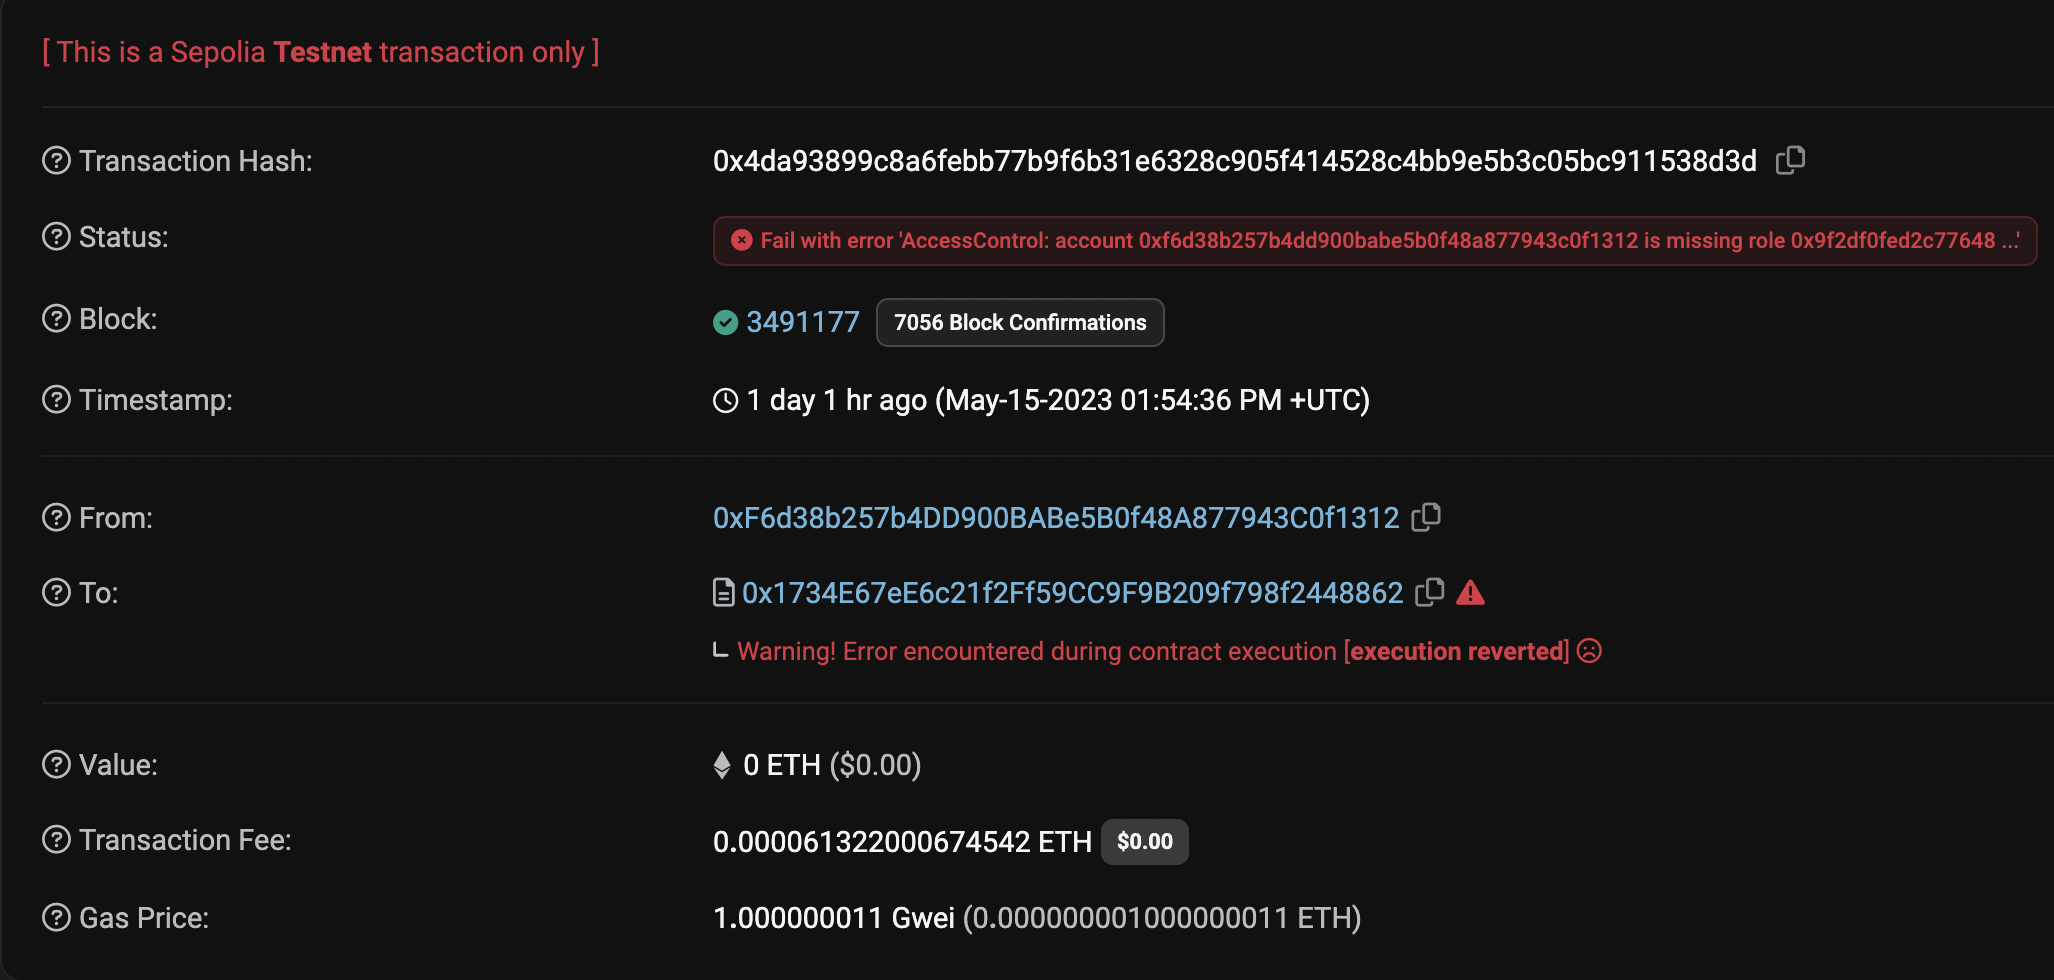 [ This is a Sepolia Testnet transaction only ]
Transaction Hash: 0x4da93899c8a6febb77b9f6b31e6328c905f414528c4bb9e5b3c05bc911538d3d
Status: Fail with error 'AccessControl: account 0xf6d38b257b4dd900babe5b0f48a877943c0f1312 is missing role 0x9f2df0fed2c77648 ...'
Block: 3491177 7056 Block Confirmations
Timestamp: 1 day 1 hr ago (May-15-2023 01:54:36 PM +UTC)
From: 0xF6d38b257b4DD900BABe5B0f48A877943C0f1312
To: 0x1734E67eE6c21f2Ff59CC9F9B209f798f2448862
Warning! Error encountered during contract execution [execution reverted]
Value: 0 ETH ($0.00)
Transaction Fee: 0.000061322000674542 ETH $0.00
Gas Price: 1.000000011 Gwei (0.000000001000000011 ETH)